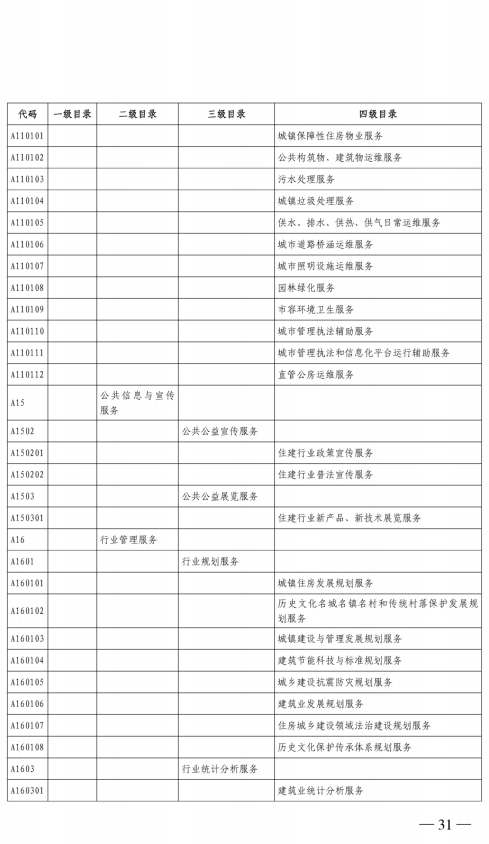 代码 一级目录 二级目录 三级目录 四级目录
A110101 城镇保障性住房物业服务
A110102 公共构筑物、建筑物运维服务
A110103 污水处理服务
A110104 城镇垃圾处理服务
A110105 供水、排水、供热、供气日常运维服务
A110106 城市道路桥涵运维服务
A110107 城市照明设施运维服务
A110108 园林绿化服务
A110109 市容环境卫生服务
A110110 城市管理执法辅助服务
A110111 城市管理执法和信息化平台运行辅助服务
A110112 直管公房运维服务
A15 公共信息与宣传
服务
A1502 公共公益宣传服务
A150201 住建行业政策宣传服务
A150202 住建行业普法宣传服务
A1503 公共公益展览服务
A150301 住建行业新产品、新技术展览服务
A16 行业管理服务
A1601 行业规划服务
A160101 城镇住房发展规划服务
A160102 历史文化名城名镇名村和传统村落保护发展规
划服务
A160103 城镇建设与管理发展规划服务
A160104 建筑节能科技与标准规划服务
A160105 城乡建设抗震防灾规划服务
A160106 建筑业发展规划服务
A160107 住房城乡建设领域法治建设规划服务
A160108 历史文化保护传承体系规划服务
A1603 行业统计分析服务
A160301 建筑业统计分析服务
— 31 —